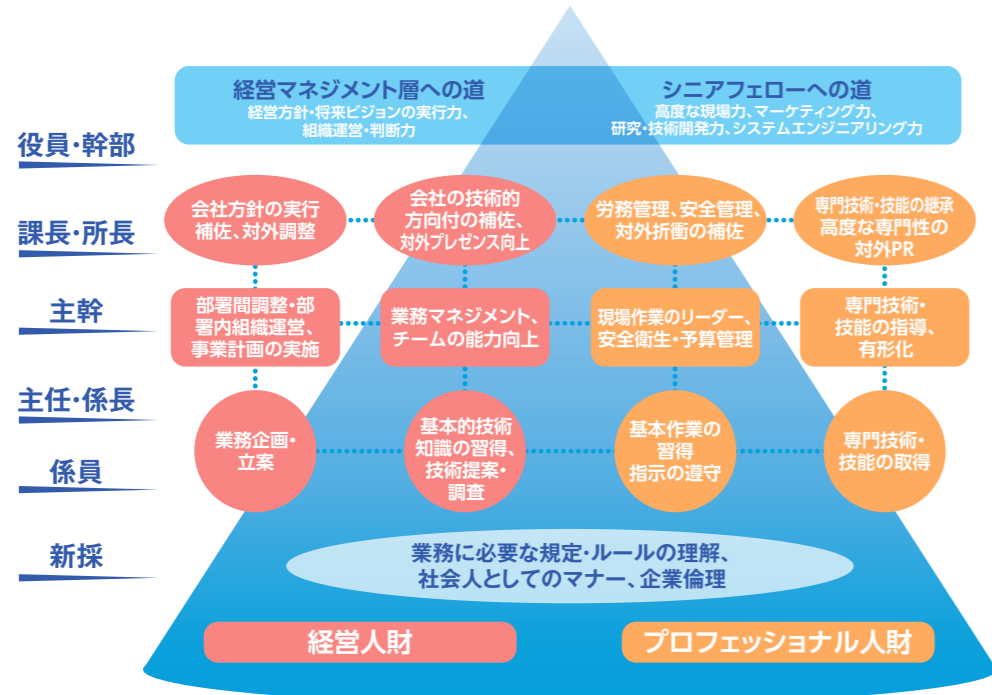 経営マネジメント層への道
経営方針・将来ビジョンの実行力、
組織運営・判断力
シニアフェローへの道
高度な現場力、マーケティング力、
研究・技術開発力、システムエンジニアリング力
役員・幹部
会社方針の実行
補佐、対外調整
会社の技術的
方向付の補佐、
対外プレゼンス向上
労務管理、安全管理、
対外折衝の補佐
専門技術・技能の継承
高度な専門性の
対外PR
課長・所長
主幹
部署間調整・部
署内組織運営、
事業計画の実施
業務マネジメント、
チームの能力向上
現場作業のリーダー、
安全衛生・予算管理
専門技術・
技能の指導、
有形化
主任・係長
業務企画・
立案
基本的技術
知識の習得、
技術提案・
調査
基本作業の
習得
指示の遵守
専門技術・
技能の取得
係員
新採
業務に必要な規定・ルールの理解、
社会人としてのマナー、企業倫理
経営人財
プロフェッショナル人財